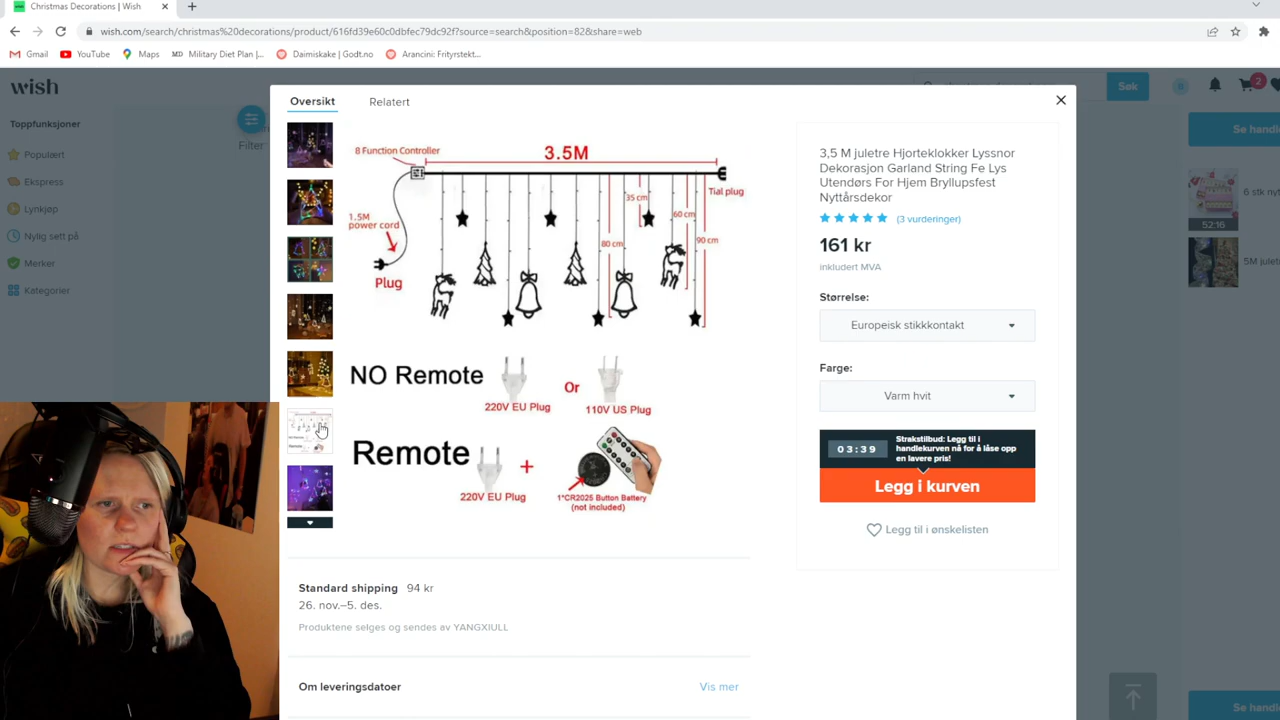 Christmas Decorations | Wish
wish.com/search/christmas%20decorations/product/616fd39e60c0dbfec79dc92f?source=search&position=82&share=web
Gmail
YouTube
Maps
MD
Military Diet Plan |...
Daimiskake | Godt.no
Arancini: Frityrstekt...
wish
Søk
2
Toppfunksjoner
Populært
Ekspress
Lynkjøp
Nylig sett på
Merker
Kategorier
Filter
Oversikt
Relatert
8 Function Controller
3.5M
Tial plug
1.5M
power cord
Plug
35 cm
60 cm
80 cm
90 cm
NO Remote
220V EU Plug
Or
110V US Plug
Remote
220V EU Plug
+
1*CR2025 Button Battery
(not included)
Standard shipping 94 kr
26. nov.–5. des.
Produktene selges og sendes av YANGXIULL
Om leveringsdatoer
Vis mer
3,5 M juletre Hjorteklokker Lyssnor
Dekorasjon Garland String Fe Lys
Utendørs For Hjem Bryllupsfest
Nyttårsdekor
(3 vurderinger)
161 kr
inkludert MVA
Størrelse:
Europeisk stikkkontakt
Farge:
Varm hvit
03:39
Strakstilbud: Legg til i
handlekurven nå for å låse opp
en lavere pris!
Legg i kurven
Legg til i ønskelisten
Se handl
6 stk ny
52:16
5M juletr
Se handl